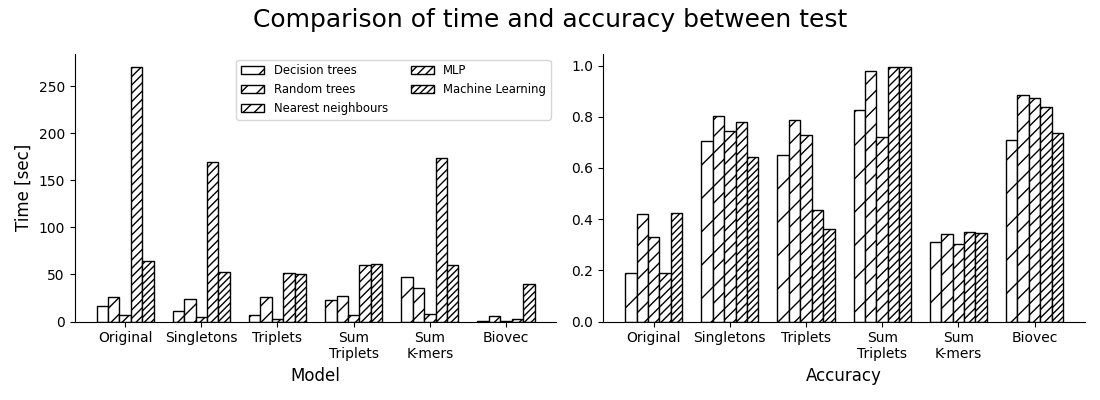 Comparison of time and accuracy between test
Time [sec]
250
200
150
100
50
0
Decision trees
Random trees
Nearest neighbours
MLP
Machine Learning
Original
Singletons
Triplets
Sum
Triplets
Sum
K-mers
Biovec
Model
1.0
0.8
0.6
0.4
0.2
0.0
Original
Singletons
Triplets
Sum
Triplets
Sum
K-mers
Biovec
Accuracy